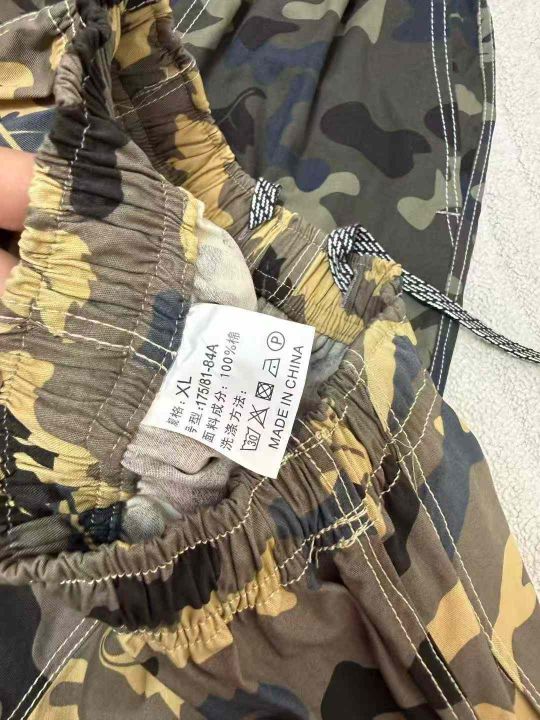 规格: XL
号型: 175/81-84A
面料成分: 100%棉
洗涤方法:
30 P
MADE IN CHINA